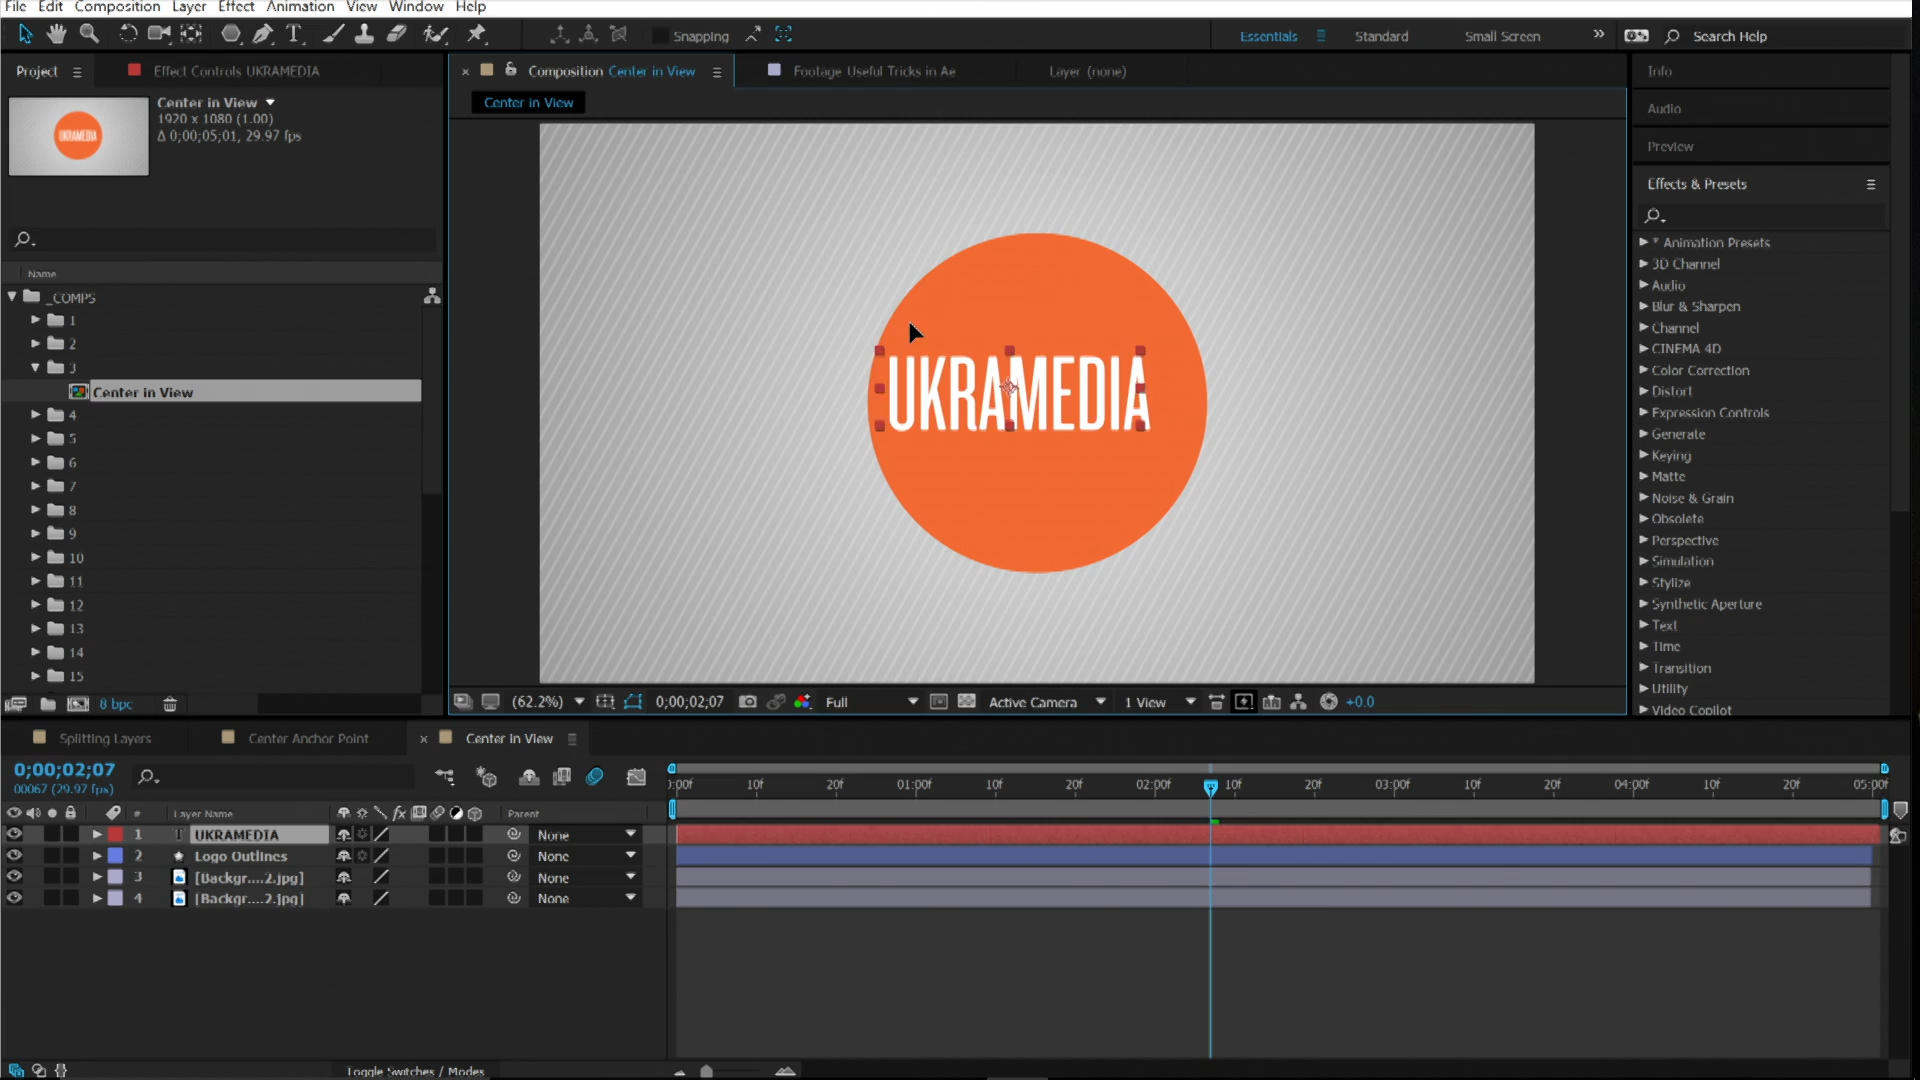 File Edit Composition Layer Effect Animation View Window Help
Snapping
Essentials Standard Small Screen Search Help
Project Effect Controls UKRAMEDIA
Composition Center in View Footage Useful Tricks in Ae Layer (none)
Center in View
1920 x 1080 (1.00)
Δ 0;00;05;01, 29.97 fps
UKRAMEDIA
Name
_COMPS
1
2
3
Center in View
4
5
6
7
8
9
10
11
12
13
14
15
8 bpc
Center in View
UKRAMEDIA
(62.2%) 0;00;02;07 Full Active Camera 1 View +0.0
Info
Audio
Preview
Effects & Presets
* Animation Presets
3D Channel
Audio
Blur & Sharpen
Channel
CINEMA 4D
Color Correction
Distort
Expression Controls
Generate
Keying
Matte
Noise & Grain
Obsolete
Perspective
Simulation
Stylize
Synthetic Aperture
Text
Time
Transition
Utility
Video Copilot
Splitting Layers Center Anchor Point Center in View
0;00;02;07
00067 (29.97 fps)
:00f 10f 20f 01:00f 10f 20f 02:00f 10f 20f 03:00f 10f 20f 04:00f 10f 20f 05:00f
# Layer Name fx Parent
1 T UKRAMEDIA None
2 Logo Outlines None
3 [Backgr....2.jpg] None
4 [Backgr....2.jpg] None
Toggle Switches / Modes